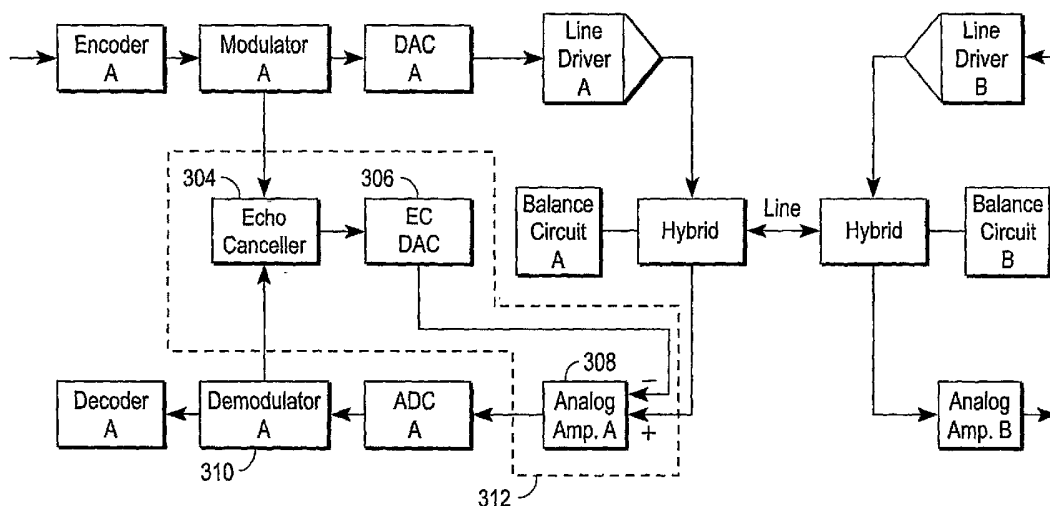 Encoder
A
Modulator
A
DAC
A
Line
Driver
A
Line
Driver
B
304
Echo
Canceller
306
EC
DAC
Balance
Circuit
A
Hybrid
Line
Hybrid
Balance
Circuit
B
Decoder
A
Demodulator
A
310
ADC
A
308
Analog
Amp. A
−
+
312
Analog
Amp. B